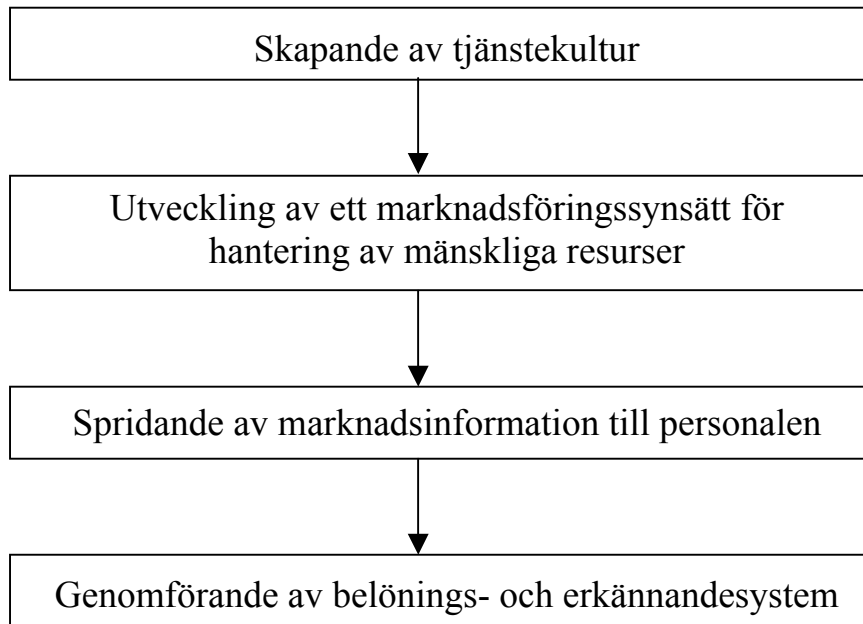 Skapande av tjänstekultur
Utveckling av ett marknadsföringssynsätt för
hantering av mänskliga resurser
Spridande av marknadsinformation till personalen
Genomförande av belönings- och erkännandesystem